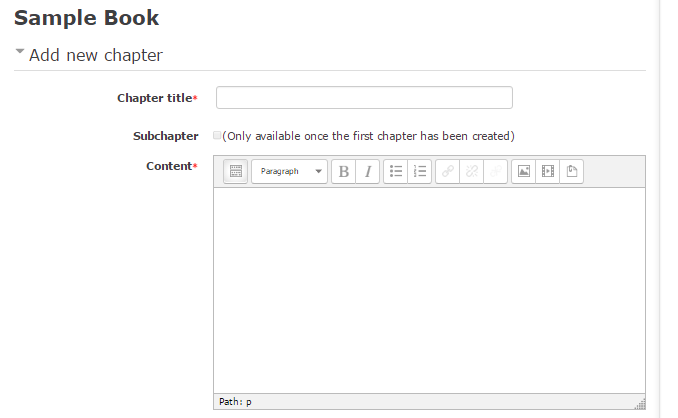 Sample Book
Add new chapter
Chapter title*
Subchapter (Only available once the first chapter has been created)
Content*
Paragraph B I
Path: p